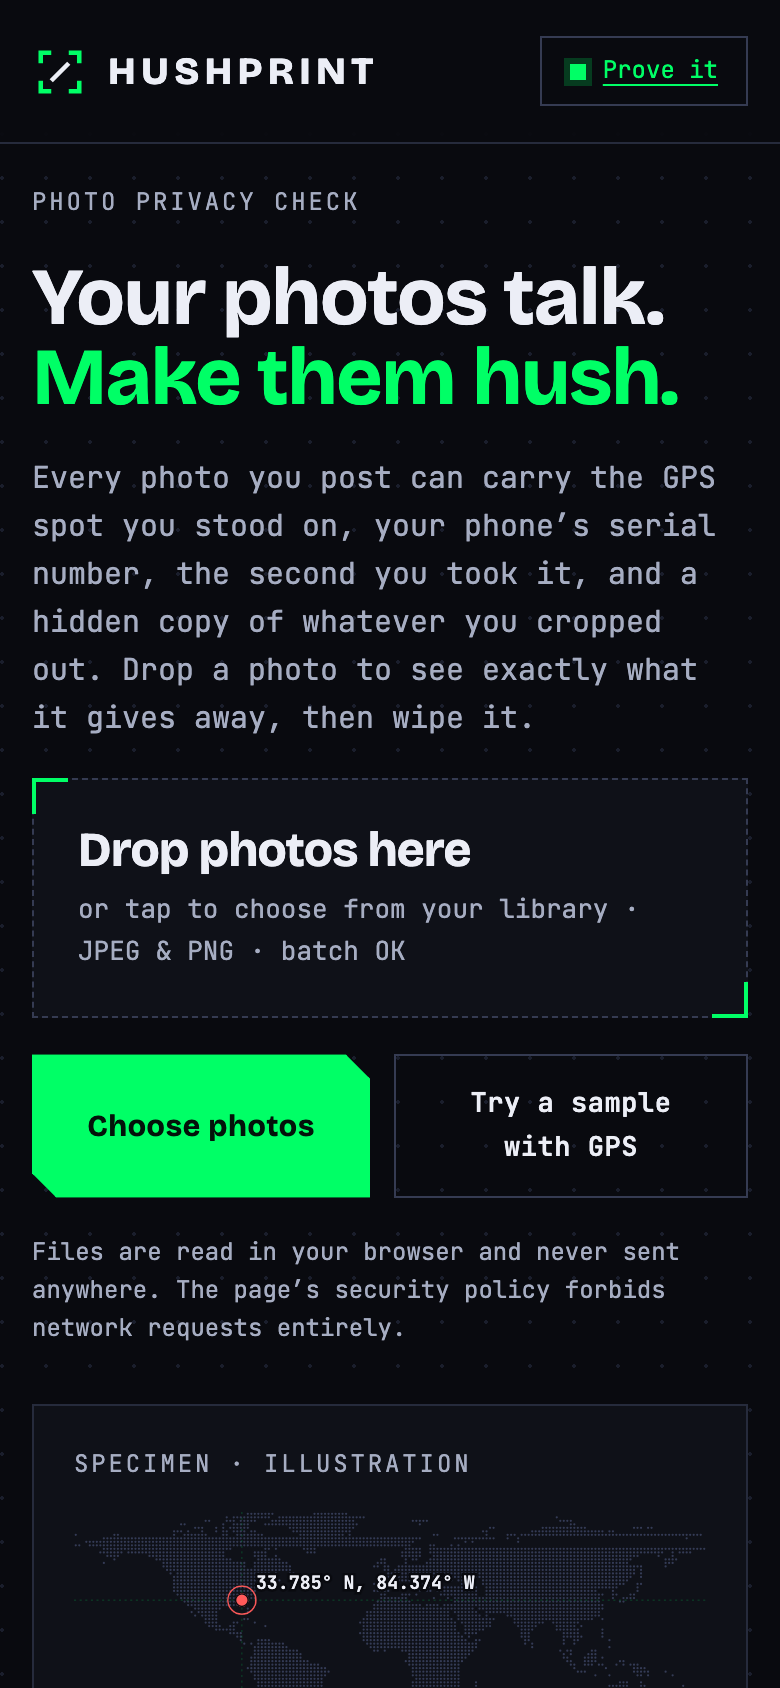 HUSHPRINT
Prove it
PHOTO PRIVACY CHECK
Your photos talk.
Make them hush.
Every photo you post can carry the GPS
spot you stood on, your phone’s serial
number, the second you took it, and a
hidden copy of whatever you cropped
out. Drop a photo to see exactly what
it gives away, then wipe it.
Drop photos here
or tap to choose from your library ·
JPEG & PNG · batch OK
Choose photos
Try a sample
with GPS
Files are read in your browser and never sent
anywhere. The page’s security policy forbids
network requests entirely.
SPECIMEN · ILLUSTRATION
33.785° N, 84.374° W